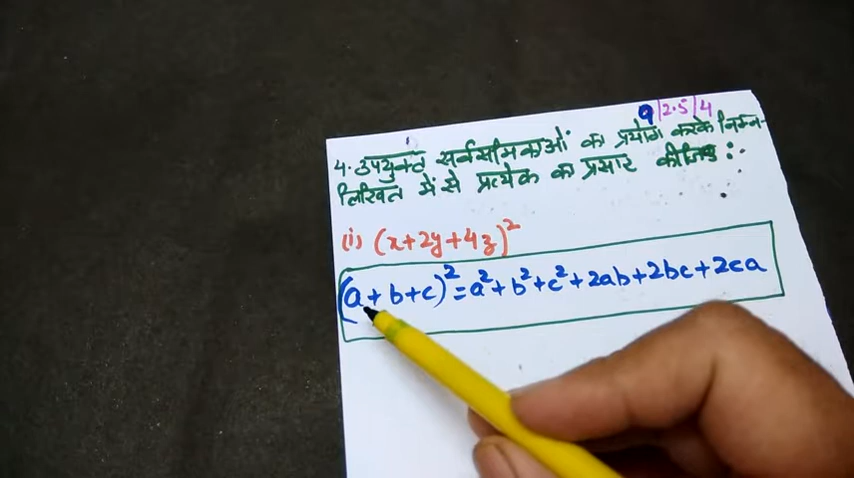 9/2.5/4
4. उपयुक्त सर्वसमिकाओं का प्रयोग करके निम्न-
लिखित में से प्रत्येक का प्रसार कीजिए :-
(i) (x+2y+4z)²
(a+b+c)² = a²+b²+c²+2ab+2bc+2ca